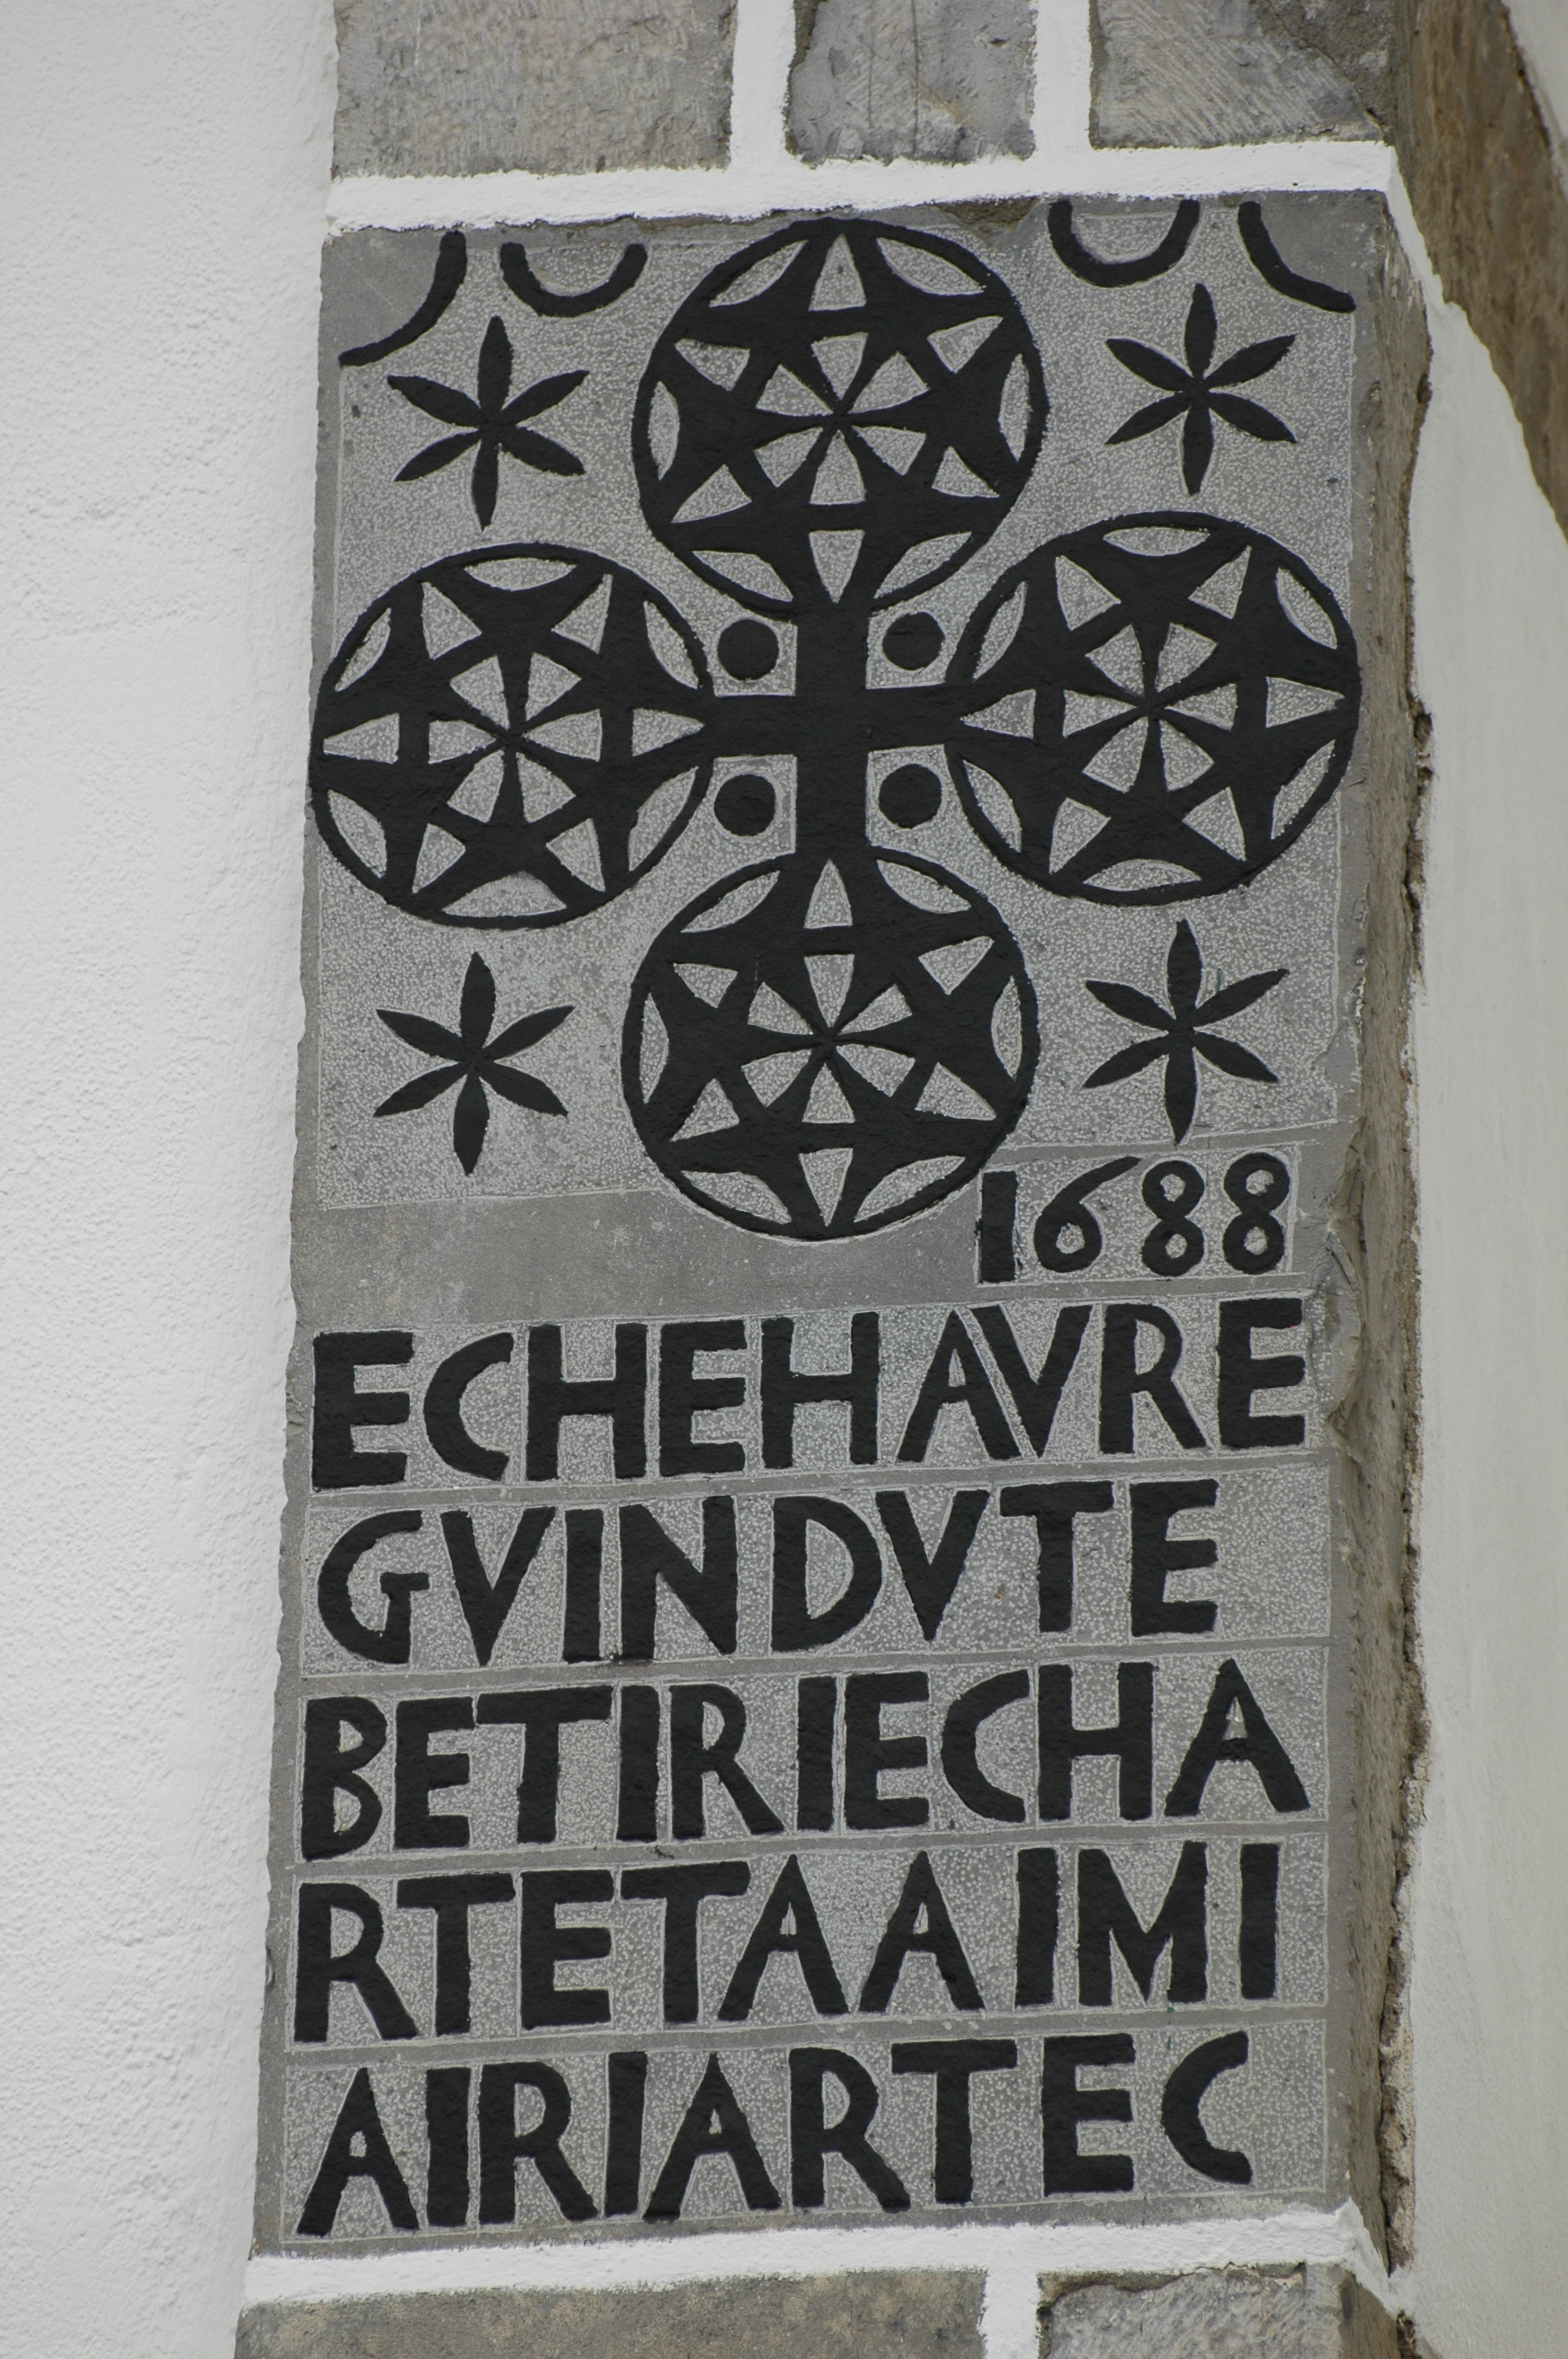 1688
ECHEHAVRE
GVINDVTE
BETIRIECHA
RTETAAIMI
AIRIARTEC